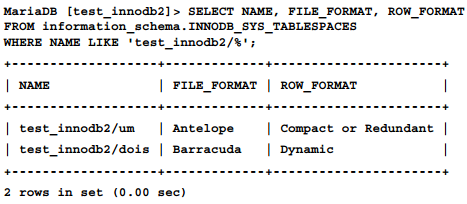 MariaDB [test_innodb2]> SELECT NAME, FILE_FORMAT, ROW_FORMAT
FROM information_schema.INNODB_SYS_TABLESPACES
WHERE NAME LIKE 'test_innodb2/%';
+-------------------+-------------+----------------------+
| NAME | FILE_FORMAT | ROW_FORMAT |
+-------------------+-------------+----------------------+
| test_innodb2/um | Antelope | Compact or Redundant |
| test_innodb2/dois | Barracuda | Dynamic |
+-------------------+-------------+----------------------+
2 rows in set (0.00 sec)